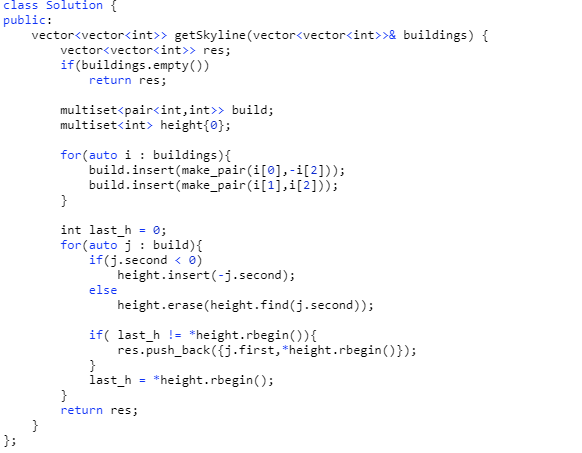 class Solution {
public:
    vector<vector<int>> getSkyline(vector<vector<int>>& buildings) {
        vector<vector<int>> res;
        if(buildings.empty())
            return res;
        multiset<pair<int,int>> build;
        multiset<int> height{0};
        for(auto i : buildings){
            build.insert(make_pair(i[0],-i[2]));
            build.insert(make_pair(i[1],i[2]));
        }
        int last_h = 0;
        for(auto j : build){
            if(j.second < 0)
                height.insert(-j.second);
            else
                height.erase(height.find(j.second));
            if( last_h != *height.rbegin()){
                res.push_back({j.first,*height.rbegin()});
            }
            last_h = *height.rbegin();
        }
        return res;
    }
};